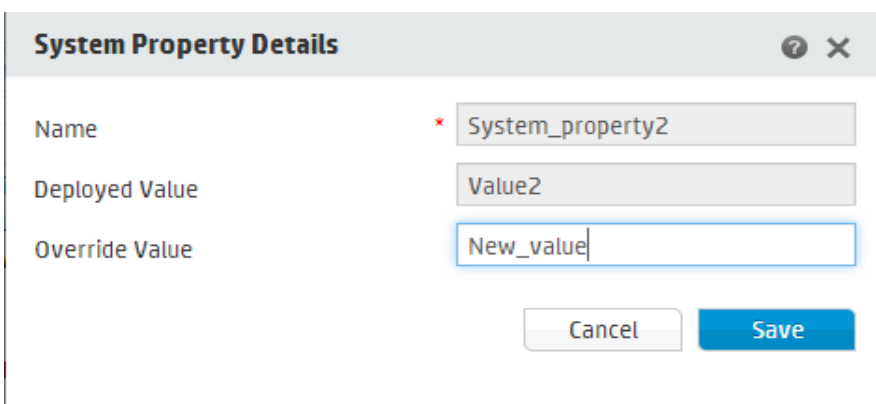 System Property Details
Name * System_property2
Deployed Value Value2
Override Value New_value
Cancel Save